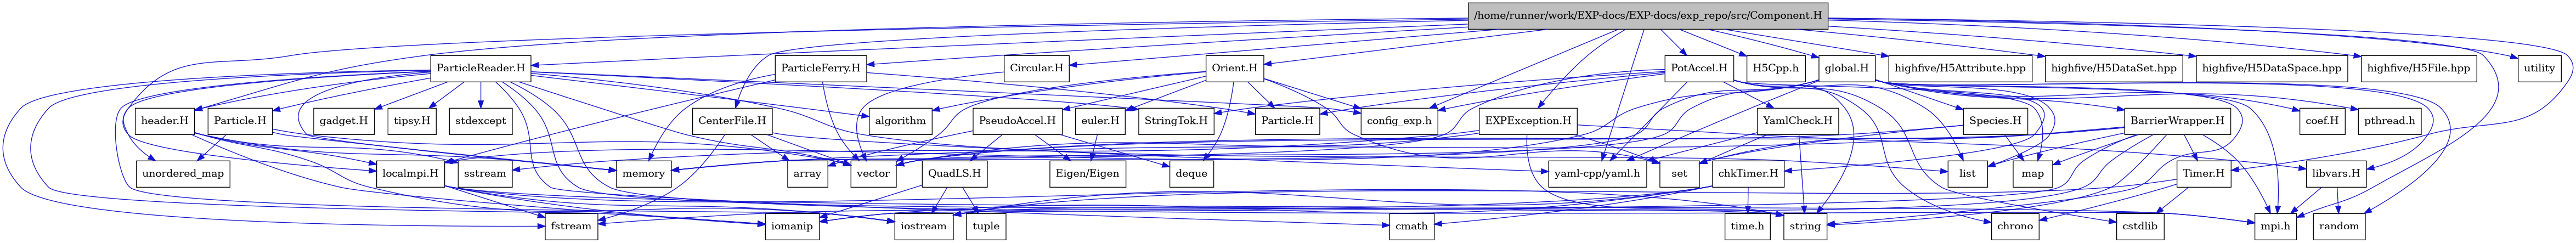 /home/runner/work/EXP-docs/EXP-docs/exp_repo/src/Component.H
ParticleReader.H
ParticleFerry.H
Circular.H
Orient.H
PotAccel.H
H5Cpp.h
global.H
highfive/H5Attribute.hpp
highfive/H5DataSet.hpp
highfive/H5DataSpace.hpp
highfive/H5File.hpp
utility
header.H
Particle.H
gadget.H
tipsy.H
stdexcept
CenterFile.H
algorithm
PseudoAccel.H
euler.H
StringTok.H
Particle.H
config_exp.h
EXPException.H
YamlCheck.H
Species.H
BarrierWrapper.H
coef.H
pthread.h
unordered_map
localmpi.H
sstream
memory
array
vector
QuadLS.H
Eigen/Eigen
deque
yaml-cpp/yaml.h
set
chkTimer.H
list
map
Timer.H
libvars.H
fstream
iomanip
iostream
tuple
cmath
time.h
string
chrono
cstdlib
mpi.h
random